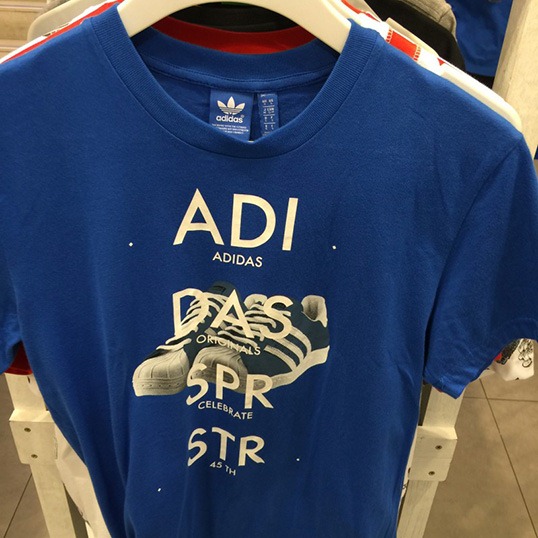 adidas
ADI
ADIDAS
DAS
ORIGINALS
SPR
CELEBRATE
STR
45 TH